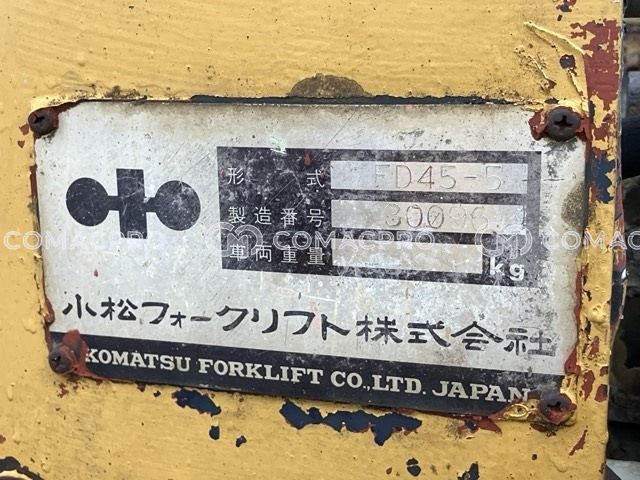 形 式 FD45-5
製造番号
車両重量 kg
COMACPRO
小松フォークリフト株式会社
KOMATSU FORKLIFT CO.,LTD. JAPAN